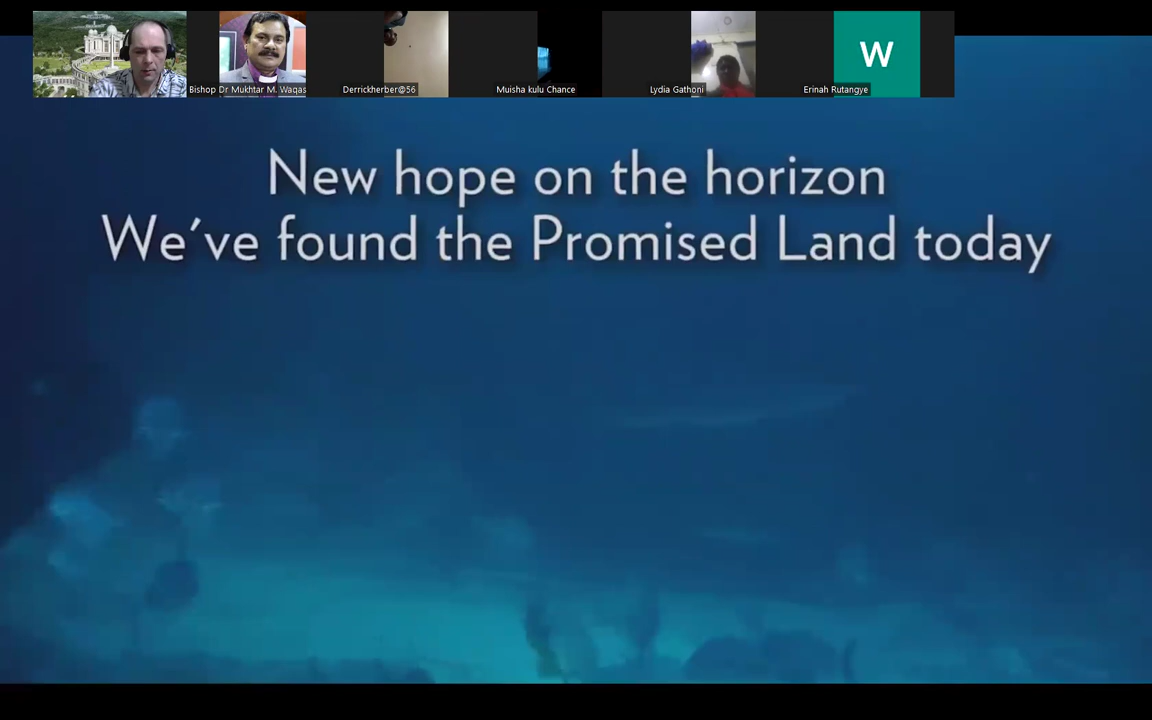 W
Bishop Dr Mukhtar M. Waqas
Derrickherber@56
Muisha kulu Chance
Lydia Gathoni
Erinah Rutangye
New hope on the horizon
We've found the Promised Land today